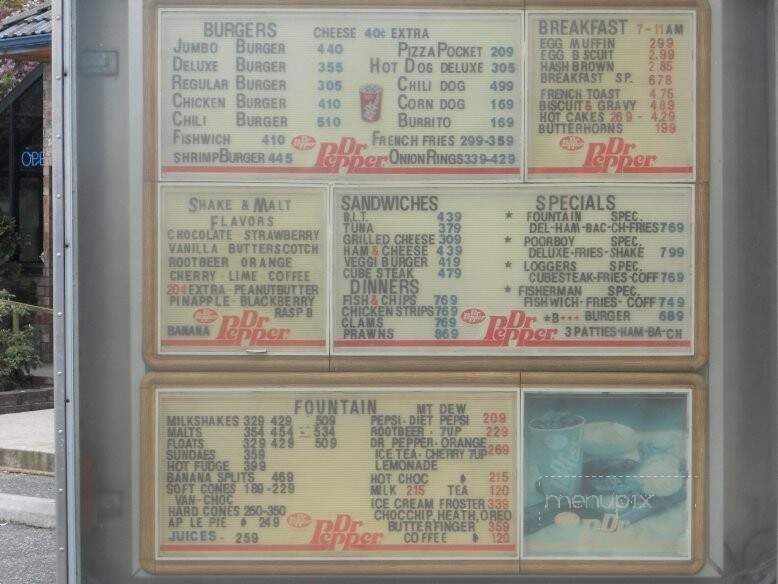 BURGERS CHEESE 40¢ EXTRA
JUMBO BURGER 440
DELUXE BURGER 355
REGULAR BURGER 305
CHICKEN BURGER 410
CHILI BURGER 510
FISHWICH 410
SHRIMP BURGER 445
PIZZA POCKET 209
HOT DOG DELUXE 305
CHILI DOG 499
CORN DOG 169
BURRITO 169
FRENCH FRIES 299-359
ONION RINGS 339-429
Dr Pepper
BREAKFAST 7-11AM
EGG MUFFIN 299
EGG B SCUIT 2.99
HASH BROWN 2 85
BREAKFAST SP. 678
FRENCH TOAST 4.75
BISCUIT & GRAVY 489
HOT CAKES 269 - 4.29
BUTTERHORNS 199
Dr Pepper
OPE
SHAKE & MALT
FLAVORS
CHOCOLATE STRAWBERRY
VANILLA BUTTERSCOTCH
ROOTBEER ORANGE
CHERRY - LIME COFFEE
20¢ EXTRA - PEANUTBUTTER
PINAPPLE - BLACKBERRY
RASP B
BANANA
Dr Pepper
SANDWICHES
B.L.T. 439
TUNA 379
GRILLED CHEESE 309
HAM & CHEESE 439
VEGGI BURGER 419
CUBE STEAK 479
DINNERS
FISH & CHIPS 769
CHICKEN STRIPS 769
CLAMS 769
PRAWNS 869
SPECIALS
* FOUNTAIN SPEC.
DEL-HAM-BAC-CH-FRIES 769
* POORBOY SPEC.
DELUXE-FRIES-SHAKE 799
* LOGGERS SPEC.
CUBESTEAK-FRIES-COFF 769
* FISHERMAN SPEC.
FISHWICH-FRIES-COFF 749
*B*** BURGER 689
3 PATTIES-HAM-BA-CH
Dr Pepper
FOUNTAIN
MILKSHAKES 329 429 509
MALTS 354 454 - 534
FLOATS 329 429 509
SUNDAES 359
HOT FUDGE 399
BANANA SPLITS 469
SOFT CONES 189-229
VAN-CHOC
HARD CONES 250-350
AP LE PIE 249
JUICES- 259
MT DEW
PEPSI-DIET PEPSI 209
ROOTBEER - 7UP 229
DR PEPPER-ORANGE
ICE TEA-CHERRY 7UP 269
LEMONADE
HOT CHOC 215
MILK 215 TEA 120
ICE CREAM FROSTER 339
CHOCCHIP, HEATH, OREO
BUTTERFINGER 359
COFFEE 120
Dr Pepper
menupix
Dr